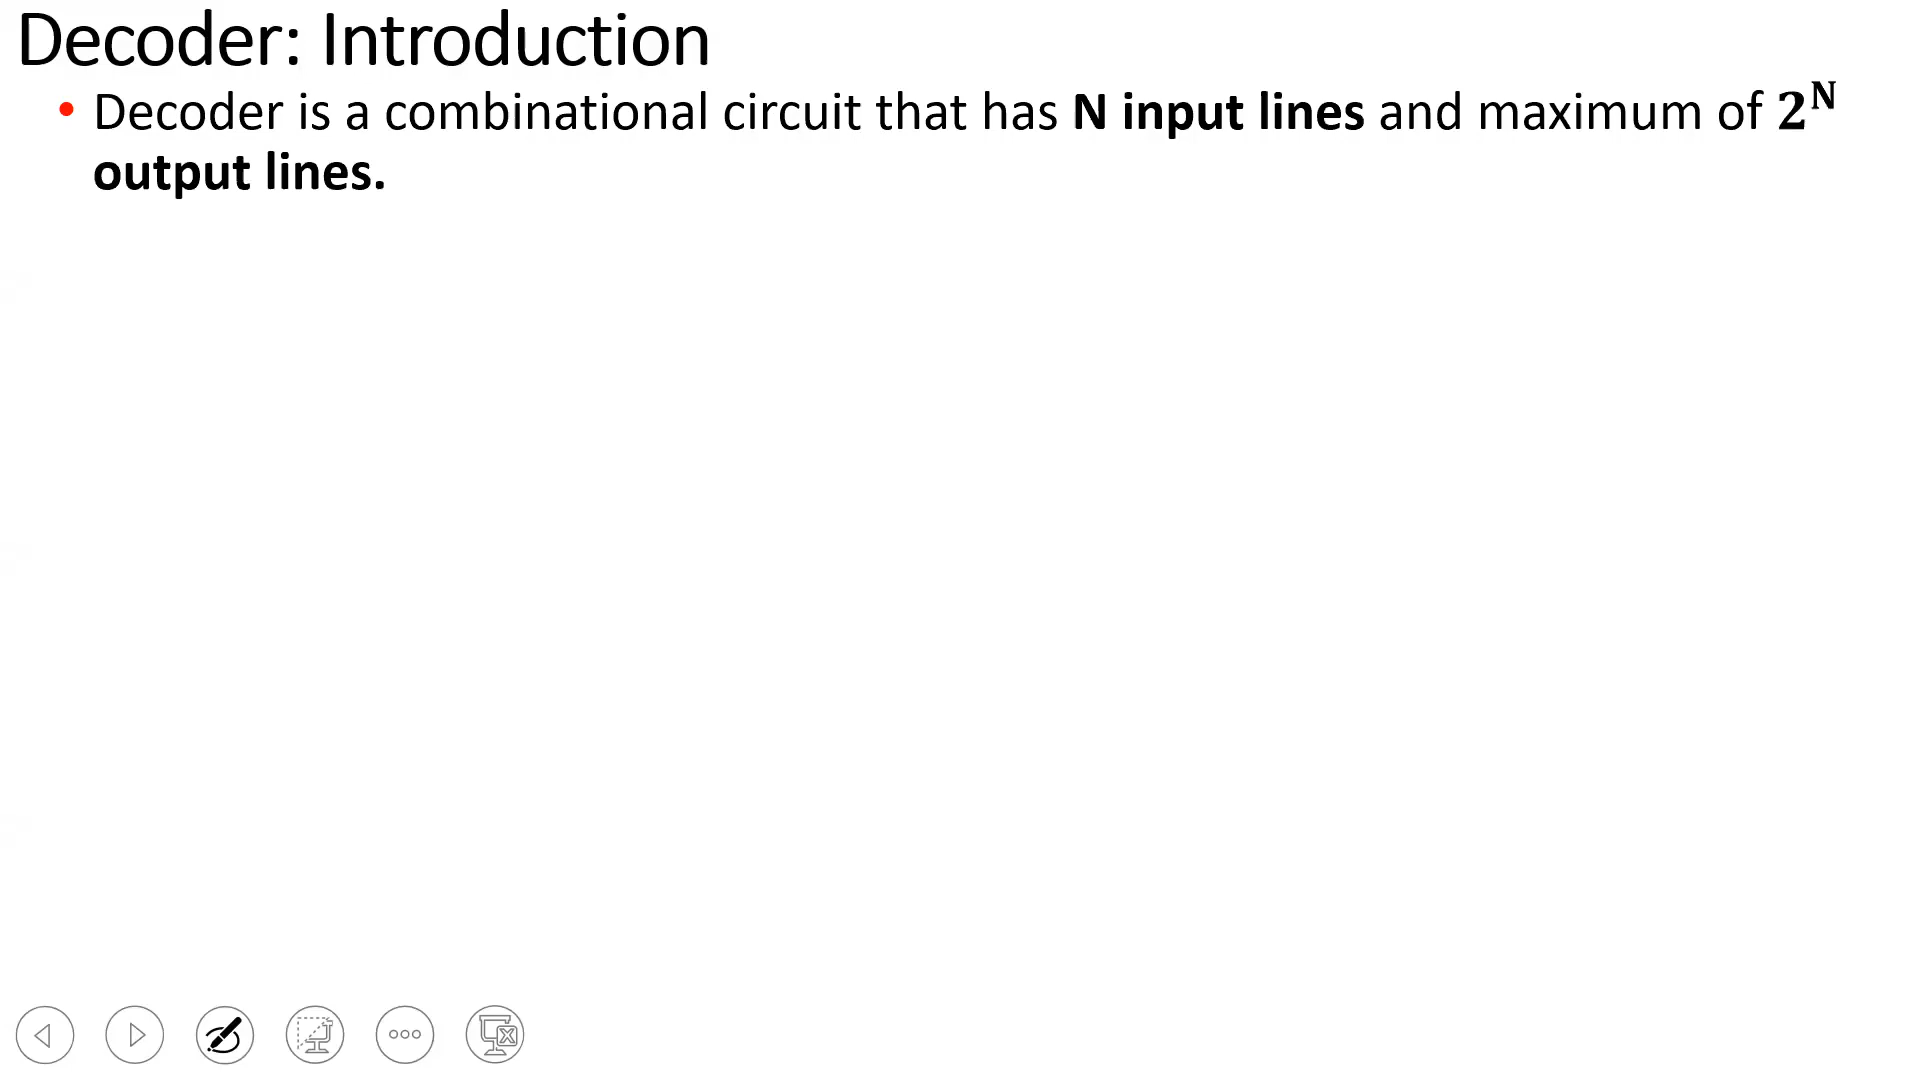 Decoder: Introduction
• Decoder is a combinational circuit that has N input lines and maximum of 2^N
output lines.